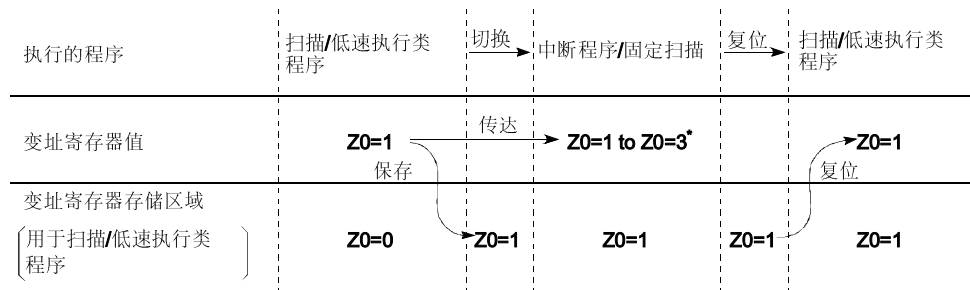 执行的程序
扫描/低速执行类
程序
切换
中断程序/固定扫描
复位
扫描/低速执行类
程序
变址寄存器值
Z0=1
传达
Z0=1 to Z0=3*
Z0=1
保存
复位
变址寄存器存储区域
用于扫描/低速执行类
程序
Z0=0
Z0=1
Z0=1
Z0=1
Z0=1